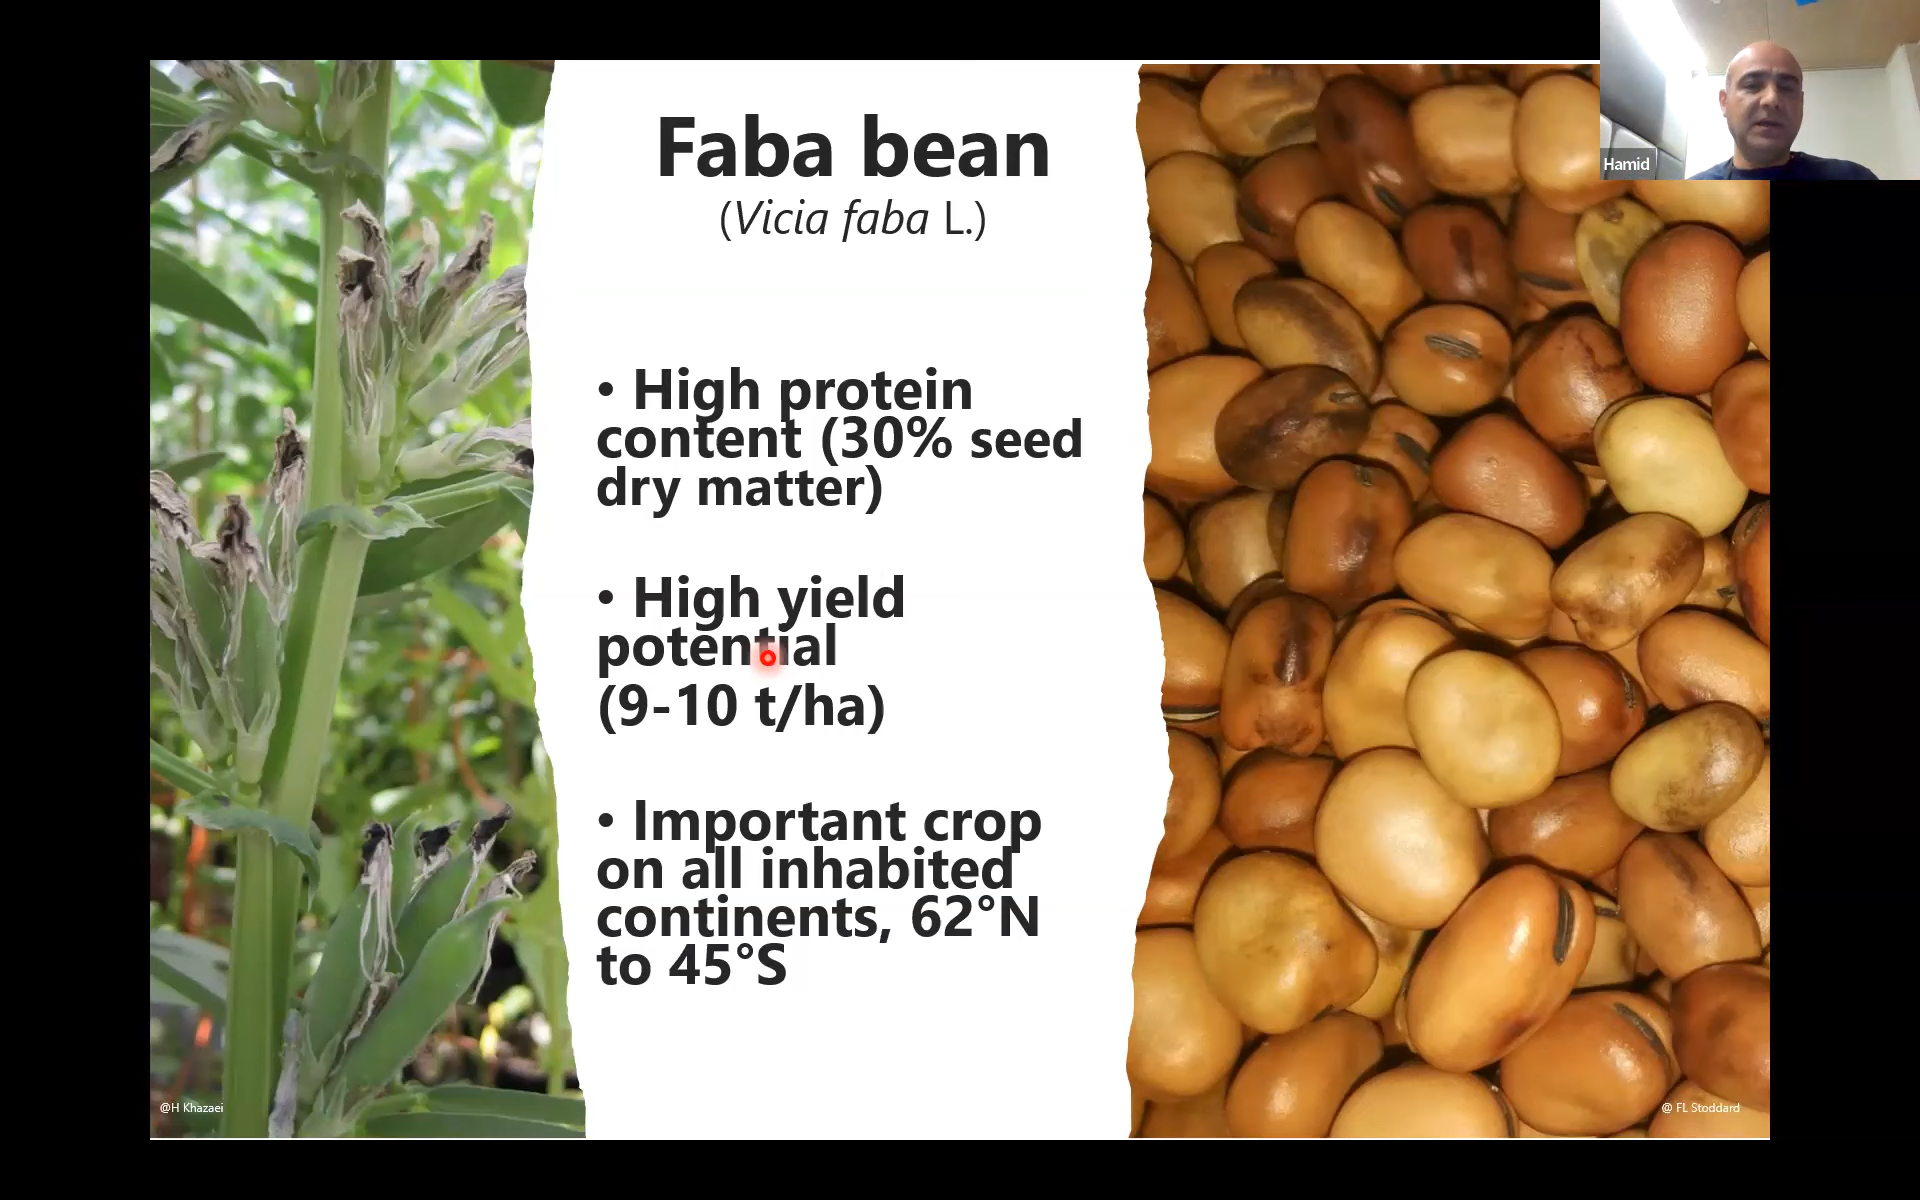 Faba bean
(Vicia faba L.)
• High protein
content (30% seed
dry matter)
• High yield
potential
(9-10 t/ha)
• Important crop
on all inhabited
continents, 62°N
to 45°S
@H Khazaei
@ FL Stoddard
Hamid